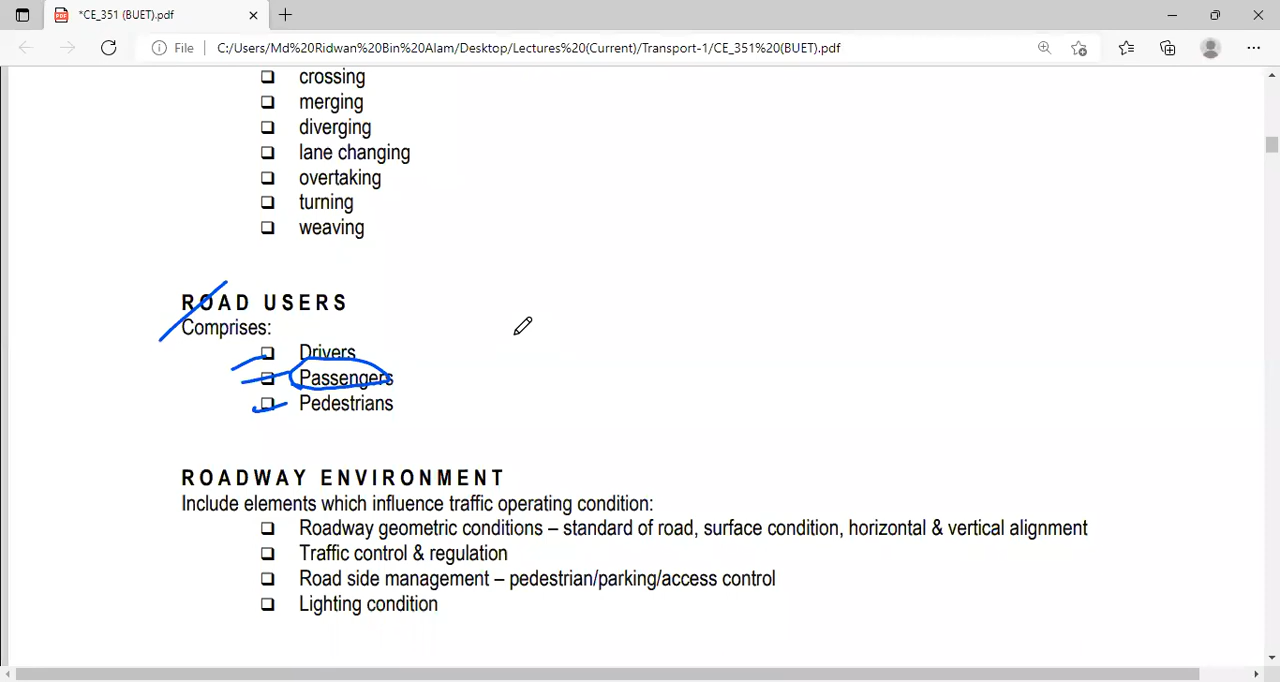 *CE_351 (BUET).pdf
File C:/Users/Md%20Ridwan%20Bin%20Alam/Desktop/Lectures%20(Current)/Transport-1/CE_351%20(BUET).pdf
crossing
merging
diverging
lane changing
overtaking
turning
weaving
ROAD USERS
Comprises:
Drivers
Passengers
Pedestrians
ROADWAY ENVIRONMENT
Include elements which influence traffic operating condition:
Roadway geometric conditions – standard of road, surface condition, horizontal & vertical alignment
Traffic control & regulation
Road side management – pedestrian/parking/access control
Lighting condition